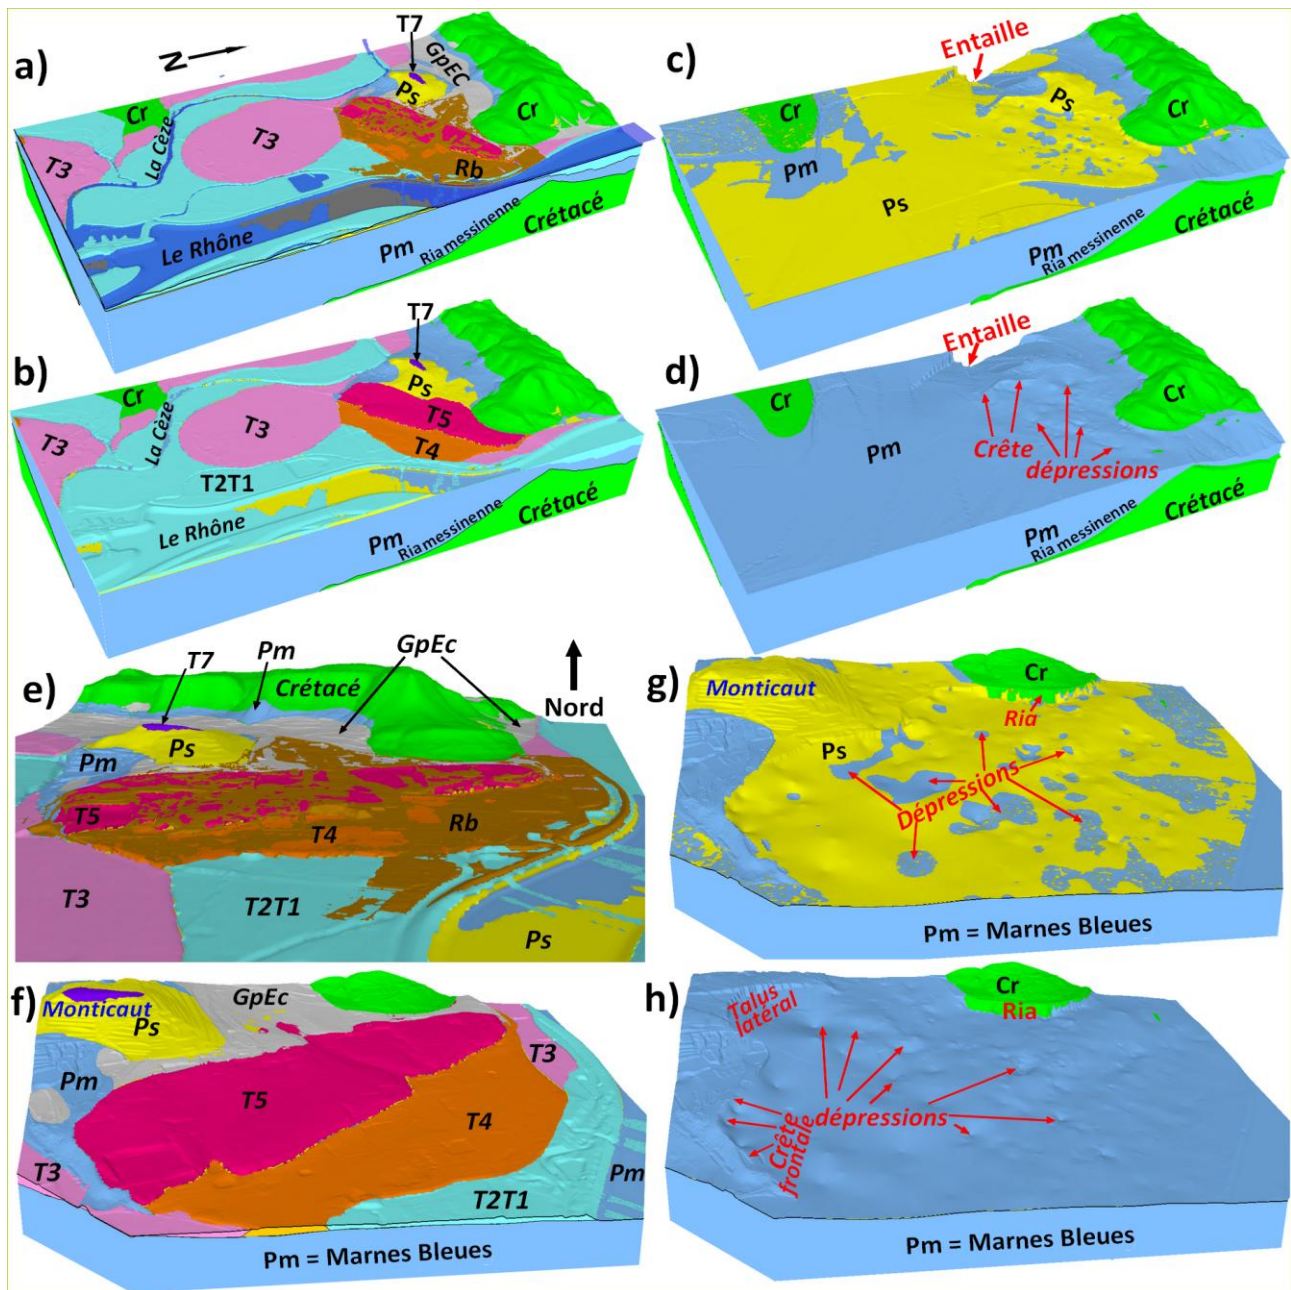 a)
N
T7
GpEC
Ps
Cr
Cr
La Cèze
T3
T3
Rb
Le Rhône
Pm
Ria messinenne
Crétacé
c)
Entaille
Ps
Cr
Cr
Pm
Ps
Pm
Ria messinenne
Crétacé
b)
T7
Ps
Cr
T5
La Cèze
T3
T3
T4
T2T1
Le Rhône
Pm
Ria messinenne
Crétacé
d)
Entaille
Cr
Cr
Pm
Crête
dépressions
Pm
Ria messinenne
Crétacé
e)
T7
Pm
GpEc
Crétacé
Nord
Ps
Pm
T5
T4
Rb
T3
T2T1
Ps
g)
Monticaut
Cr
Ria
Ps
Dépressions
Pm = Marnes Bleues
f)
Monticaut
Ps
GpEc
T3
Pm
T5
T4
T3
T2T1
Pm
Pm = Marnes Bleues
h)
Talus
latéral
Cr
Ria
dépressions
Crête
frontale
Pm = Marnes Bleues